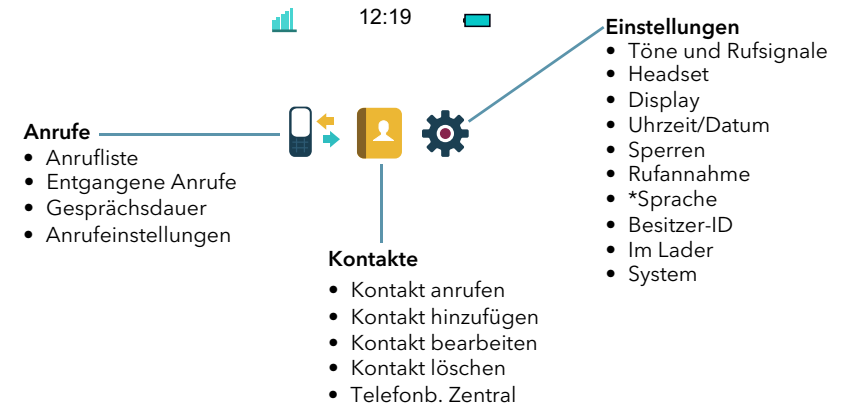 12:19
Anrufe
• Anrufliste
• Entgangene Anrufe
• Gesprächsdauer
• Anrufeinstellungen
Kontakte
• Kontakt anrufen
• Kontakt hinzufügen
• Kontakt bearbeiten
• Kontakt löschen
• Telefonb. Zentral
Einstellungen
• Töne und Rufsignale
• Headset
• Display
• Uhrzeit/Datum
• Sperren
• Rufannahme
• *Sprache
• Besitzer-ID
• Im Lader
• System